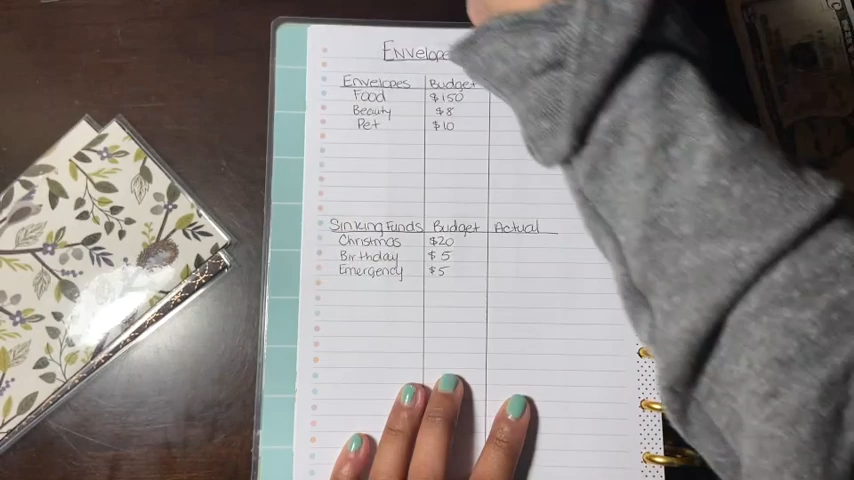 Envelope
Envelopes Budget
Food $150
Beauty $8
Pet $10
Sinking Funds Budget Actual
Christmas $20
Birthday $5
Emergency $5